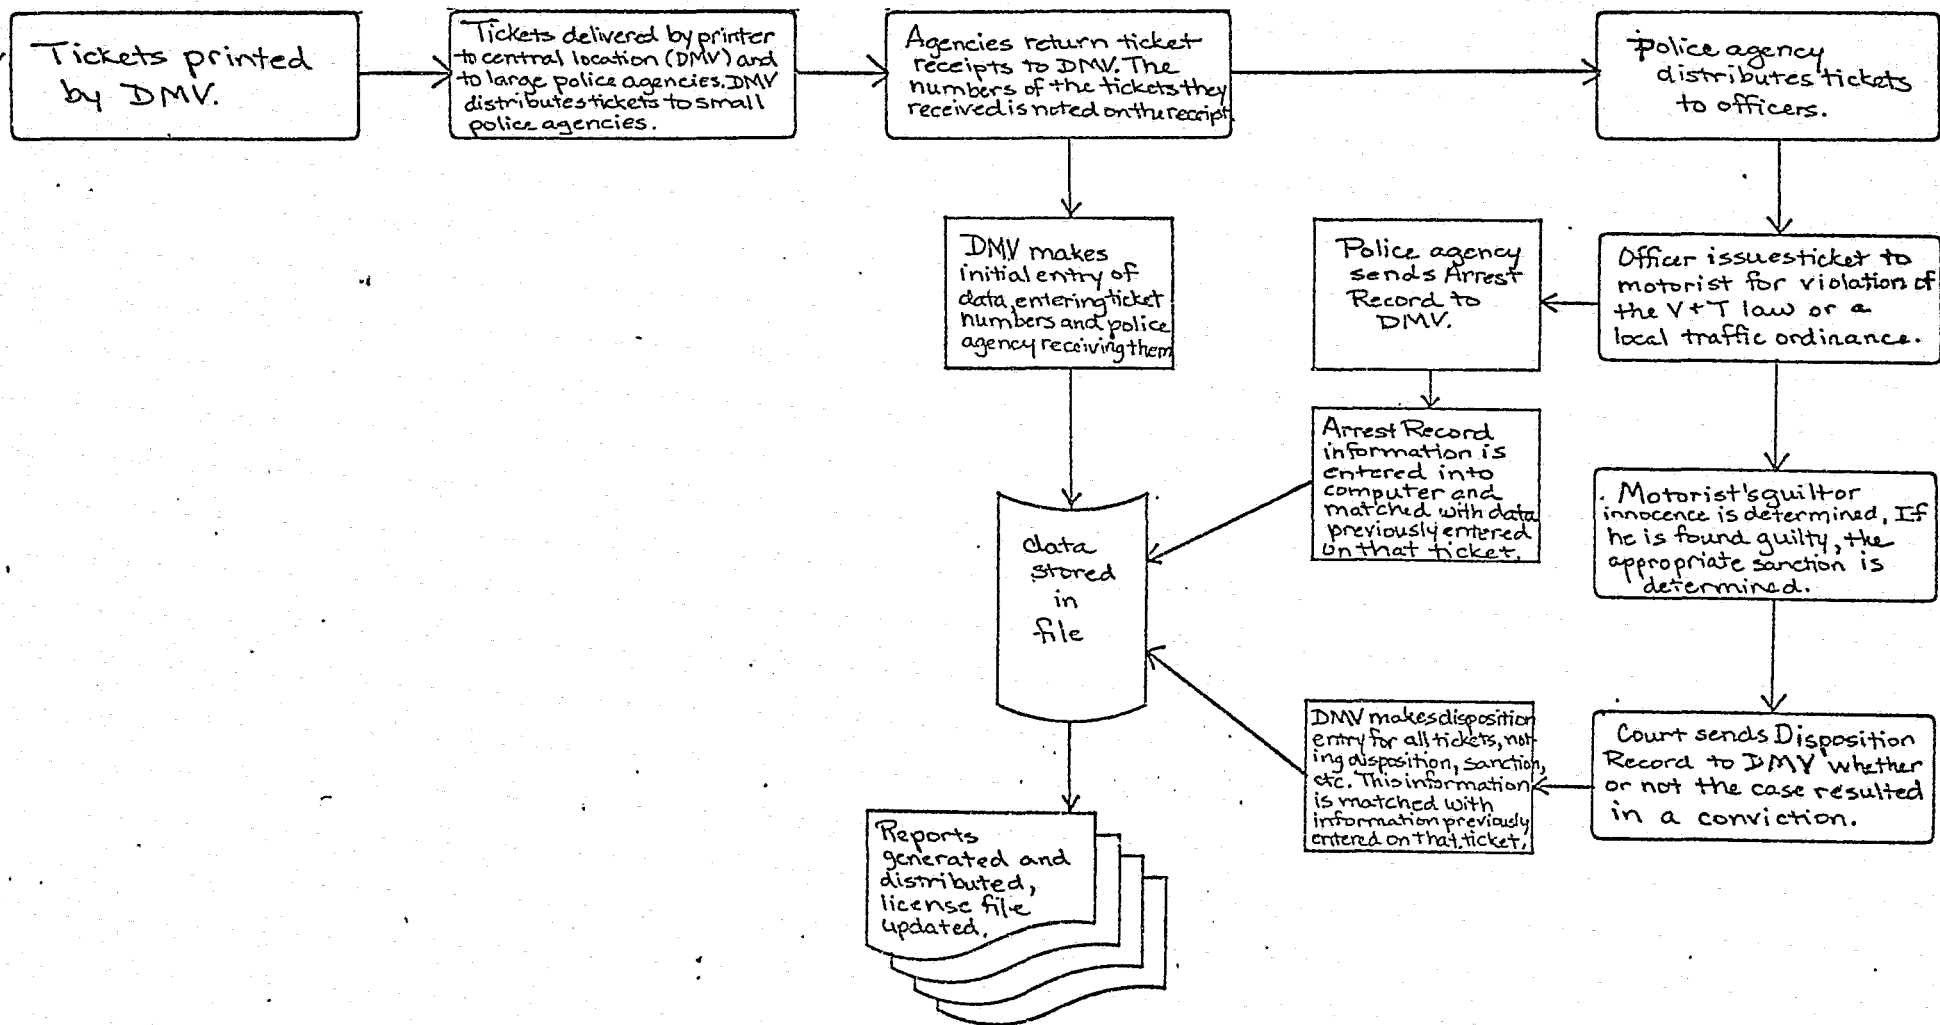 Tickets printed
by DMV.
Tickets delivered by printer
to central location (DMV) and
to large police agencies. DMV
distributes tickets to small
police agencies.
Agencies return ticket
receipts to DMV. The
numbers of the tickets they
received is noted on the receipt.
police agency
distributes tickets
to officers.
DMV makes
initial entry of
data, entering ticket
numbers and police
agency receiving them
Police agency
sends Arrest
Record to
DMV.
Officer issues ticket to
motorist for violation of
the V+T law or a
local traffic ordinance.
Arrest Record
information is
entered into
computer and
matched with data
previously entered
on that ticket.
Motorist's guilt or
innocence is determined, If
he is found guilty, the
appropriate sanction is
determined.
data
stored
in
file
DMV makes disposition
entry for all tickets, not-
ing disposition, sanction,
etc. This information
is matched with
information previously
entered on that ticket.
Court sends Disposition
Record to DMV whether
or not the case resulted
in a conviction.
Reports
generated and
distributed,
license file
updated.